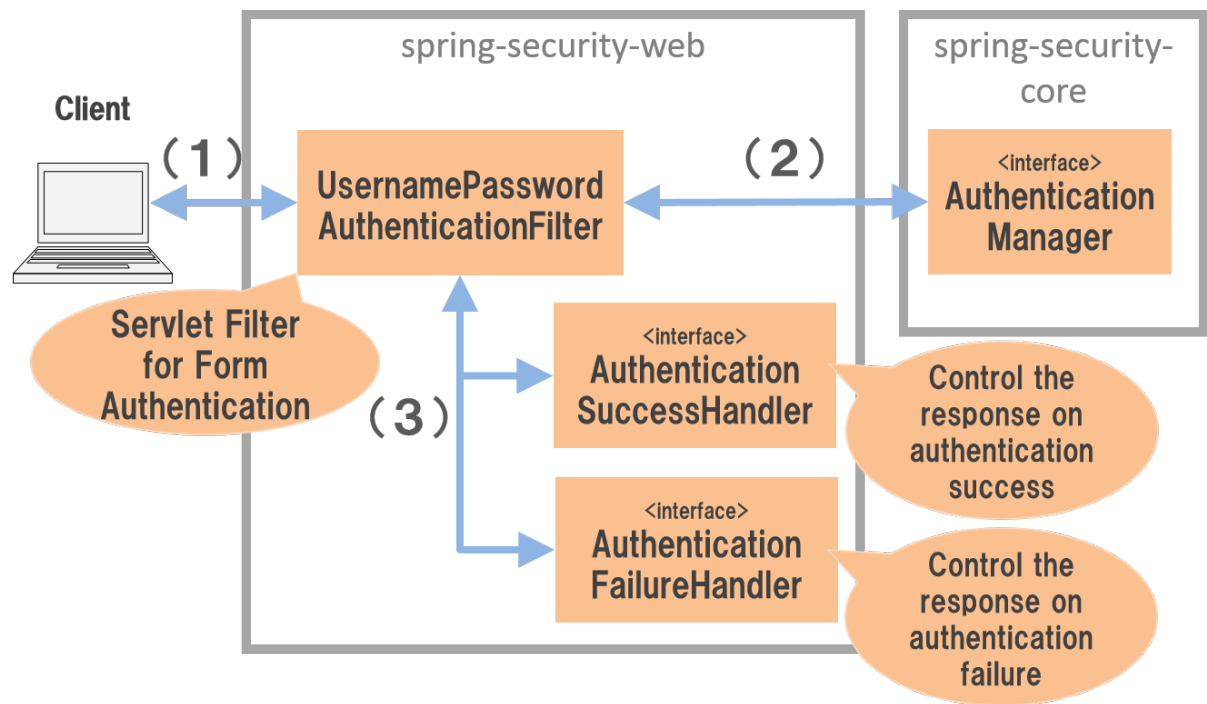 spring-security-web
spring-security-
core
Client
(1)
UsernamePassword
AuthenticationFilter
(2)
<interface>
Authentication
Manager
Servlet Filter
for Form
Authentication
(3)
<interface>
Authentication
SuccessHandler
Control the
response on
authentication
success
<interface>
Authentication
FailureHandler
Control the
response on
authentication
failure